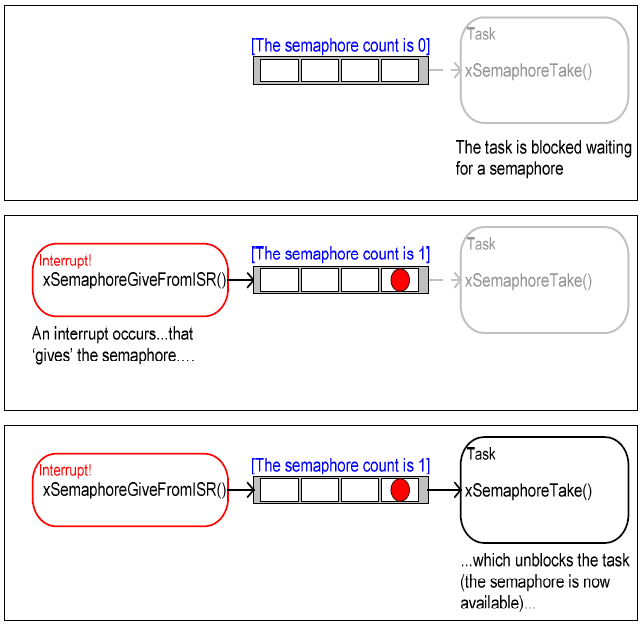 [The semaphore count is 0]
Task
xSemaphoreTake()
The task is blocked waiting
for a semaphore
[The semaphore count is 1]
Task
Interrupt!
xSemaphoreGiveFromISR()
xSemaphoreTake()
An interrupt occurs...that
‘gives’ the semaphore....
[The semaphore count is 1]
Task
Interrupt!
xSemaphoreGiveFromISR()
xSemaphoreTake()
...which unblocks the task
(the semaphore is now
available)...